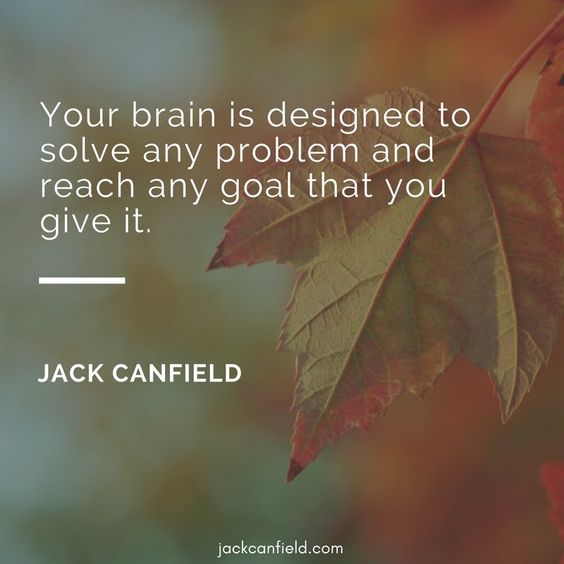 Your brain is designed to
solve any problem and
reach any goal that you
give it.
JACK CANFIELD
jackcanfield.com